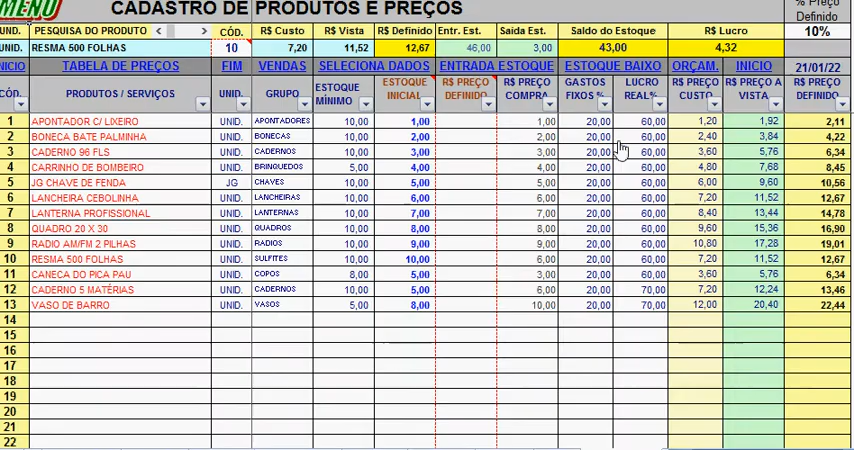 MENU CADASTRO DE PRODUTOS E PREÇOS % Preço Definido
UND. PESQUISA DO PRODUTO < > CÓD. R$ Custo R$ Vista R$ Definido Entr. Est. Saída Est. Saldo do Estoque R$ Lucro 10%
UNID. RESMA 500 FOLHAS 10 7,20 11,52 12,67 46,00 3,00 43,00 4,32
INICIO TABELA DE PREÇOS FIM VENDAS SELECIONA DADOS ENTRADA ESTOQUE ESTOQUE BAIXO ORÇAM. INICIO 21/01/22
CÓD. PRODUTOS / SERVIÇOS UNID. GRUPO ESTOQUE MÍNIMO ESTOQUE INICIAL R$ PREÇO DEFINIDO R$ PREÇO COMPRA GASTOS FIXOS % LUCRO REAL% R$ PREÇO CUSTO R$ PREÇO A VISTA R$ PREÇO DEFINIDO
1 APONTADOR C/ LIXEIRO UNID. APONTADORES 10,00 1,00 1,00 20,00 60,00 1,20 1,92 2,11
2 BONECA BATE PALMINHA UNID. BONECAS 10,00 2,00 2,00 20,00 60,00 2,40 3,84 4,22
3 CADERNO 96 FLS UNID. CADERNOS 10,00 3,00 3,00 20,00 60,00 3,60 5,76 6,34
4 CARRINHO DE BOMBEIRO UNID. BRINQUEDOS 5,00 4,00 4,00 20,00 60,00 4,80 7,68 8,45
5 JG CHAVE DE FENDA JG CHAVES 10,00 5,00 5,00 20,00 60,00 6,00 9,60 10,56
6 LANCHEIRA CEBOLINHA UNID. LANCHEIRAS 10,00 6,00 6,00 20,00 60,00 7,20 11,52 12,67
7 LANTERNA PROFISSIONAL UNID. LANTERNAS 10,00 7,00 7,00 20,00 60,00 8,40 13,44 14,78
8 QUADRO 20 X 30 UNID. QUADROS 10,00 8,00 8,00 20,00 60,00 9,60 15,36 16,90
9 RADIO AM/FM 2 PILHAS UNID. RADIOS 10,00 9,00 9,00 20,00 60,00 10,80 17,28 19,01
10 RESMA 500 FOLHAS UNID. SULFITES 10,00 10,00 6,00 20,00 60,00 7,20 11,52 12,67
11 CANECA DO PICA PAU UNID. COPOS 8,00 5,00 3,00 20,00 60,00 3,60 5,76 6,34
12 CADERNO 5 MATÉRIAS UNID. CADERNOS 10,00 5,00 6,00 20,00 70,00 7,20 12,24 13,46
13 VASO DE BARRO UNID. VASOS 5,00 8,00 10,00 20,00 70,00 12,00 20,40 22,44
14
15
16
17
18
19
20
21
22